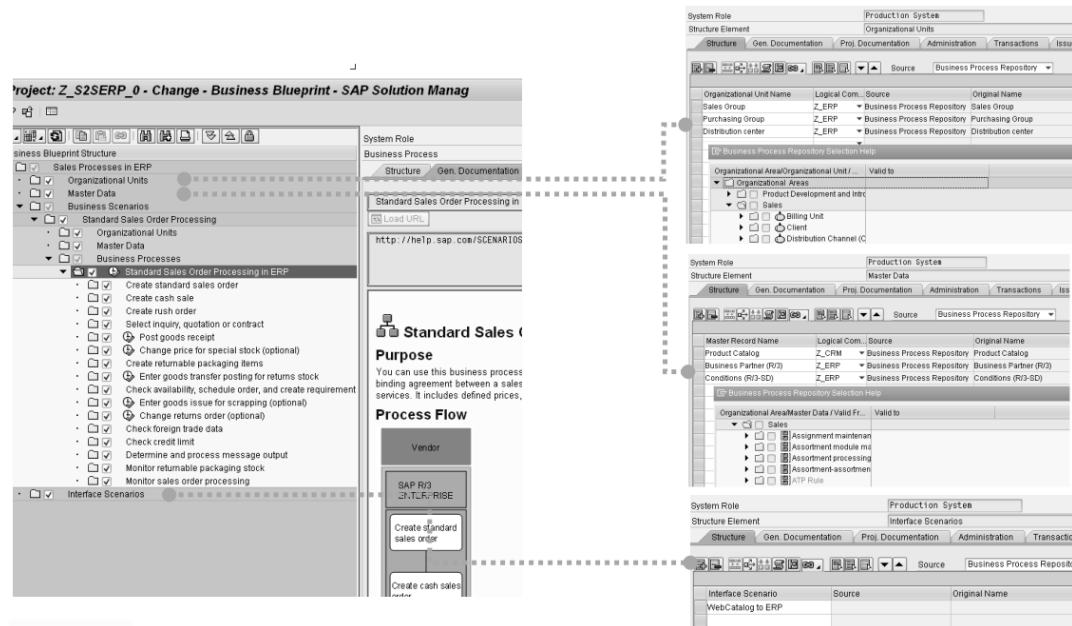 Project: Z_S2SERP_0 - Change - Business Blueprint - SAP Solution Manag
siness Blueprint Structure
Sales Processes in ERP
Organizational Units
Master Data
Business Scenarios
Standard Sales Order Processing
Organizational Units
Master Data
Business Processes
Standard Sales Order Processing in ERP
Create standard sales order
Create cash sale
Create rush order
Select inquiry, quotation or contract
Post goods receipt
Change price for special stock (optional)
Create returnable packaging items
Enter goods transfer posting for returns stock
Check availability, schedule order, and create requirement
Enter goods issue for scrapping (optional)
Change returns order (optional)
Check foreign trade data
Check credit limit
Determine and process message output
Monitor returnable packaging stock
Monitor sales order processing
Interface Scenarios
System Role
Business Process
Structure Gen. Documentation
Standard Sales Order Processing in
Load URL
http://help.sap.com/SCENARIOS
Standard Sales
Purpose
You can use this business process
binding agreement between a sales
services. It includes defined prices,
Process Flow
Vendor
SAP R/3
ENTERPRISE
Create standard
sales order
Create cash sales
order
System Role Production System
Structure Element Organizational Units
Structure Gen. Documentation Proj. Documentation Administration Transactions Issu
Source Business Process Repository
Organizational Unit Name Logical Com... Source Original Name
Sales Group Z_ERP Business Process Repository Sales Group
Purchasing Group Z_ERP Business Process Repository Purchasing Group
Distribution center Z_ERP Business Process Repository Distribution center
Business Process Repository Selection Help
Organizational Area/Organizational Unit /... Valid to
Organizational Areas
Product Development and Intro
Sales
Billing Unit
Client
Distribution Channel (C
System Role Production System
Structure Element Master Data
Structure Gen. Documentation Proj. Documentation Administration Transactions Iss
Source Business Process Repository
Master Record Name Logical Com... Source Original Name
Product Catalog Z_CRM Business Process Repository Product Catalog
Business Partner (R/3) Z_ERP Business Process Repository Business Partner (R/3)
Conditions (R/3-SD) Z_ERP Business Process Repository Conditions (R/3-SD)
Business Process Repository Selection Help
Organizational Area/Master Data / Valid Fr... Valid to
Sales
Assignment maintenan
Assortment module ma
Assortment processing
Assortment-assortmen
ATP Rule
System Role Production System
Structure Element Interface Scenarios
Structure Gen. Documentation Proj. Documentation Administration Transactio
Source Business Process Reposito
Interface Scenario Source Original Name
WebCatalog to ERP